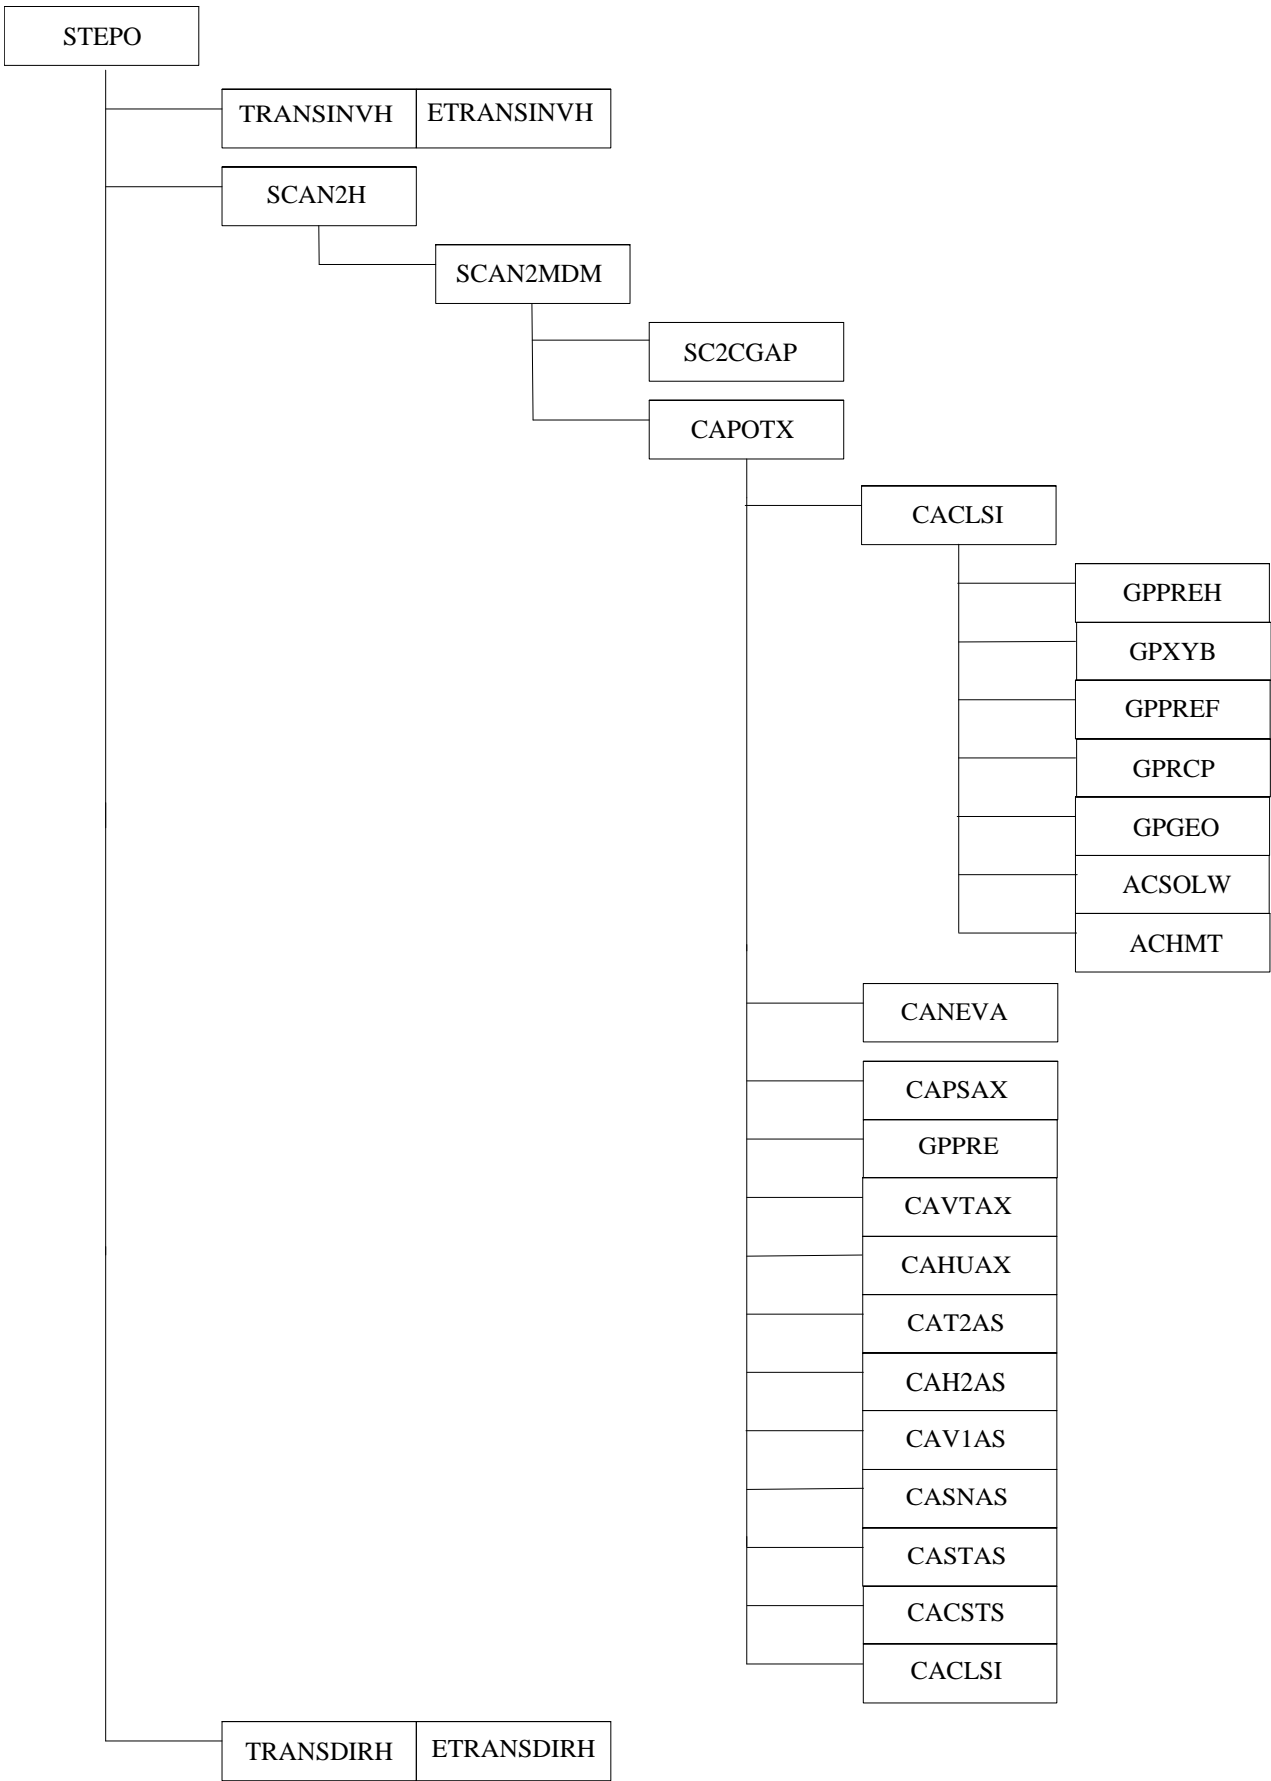 STEPO
TRANSINVH ETRANSINVH
SCAN2H
SCAN2MDM
SC2CGAP
CAPOTX
CACLSI
GPPREH
GPXYB
GPPREF
GPRCP
GPGEO
ACSOLW
ACHMT
CANEVA
CAPSAX
GPPRE
CAVTAX
CAHUAX
CAT2AS
CAH2AS
CAV1AS
CASNAS
CASTAS
CACSTS
CACLSI
TRANSDIRH ETRANSDIRH